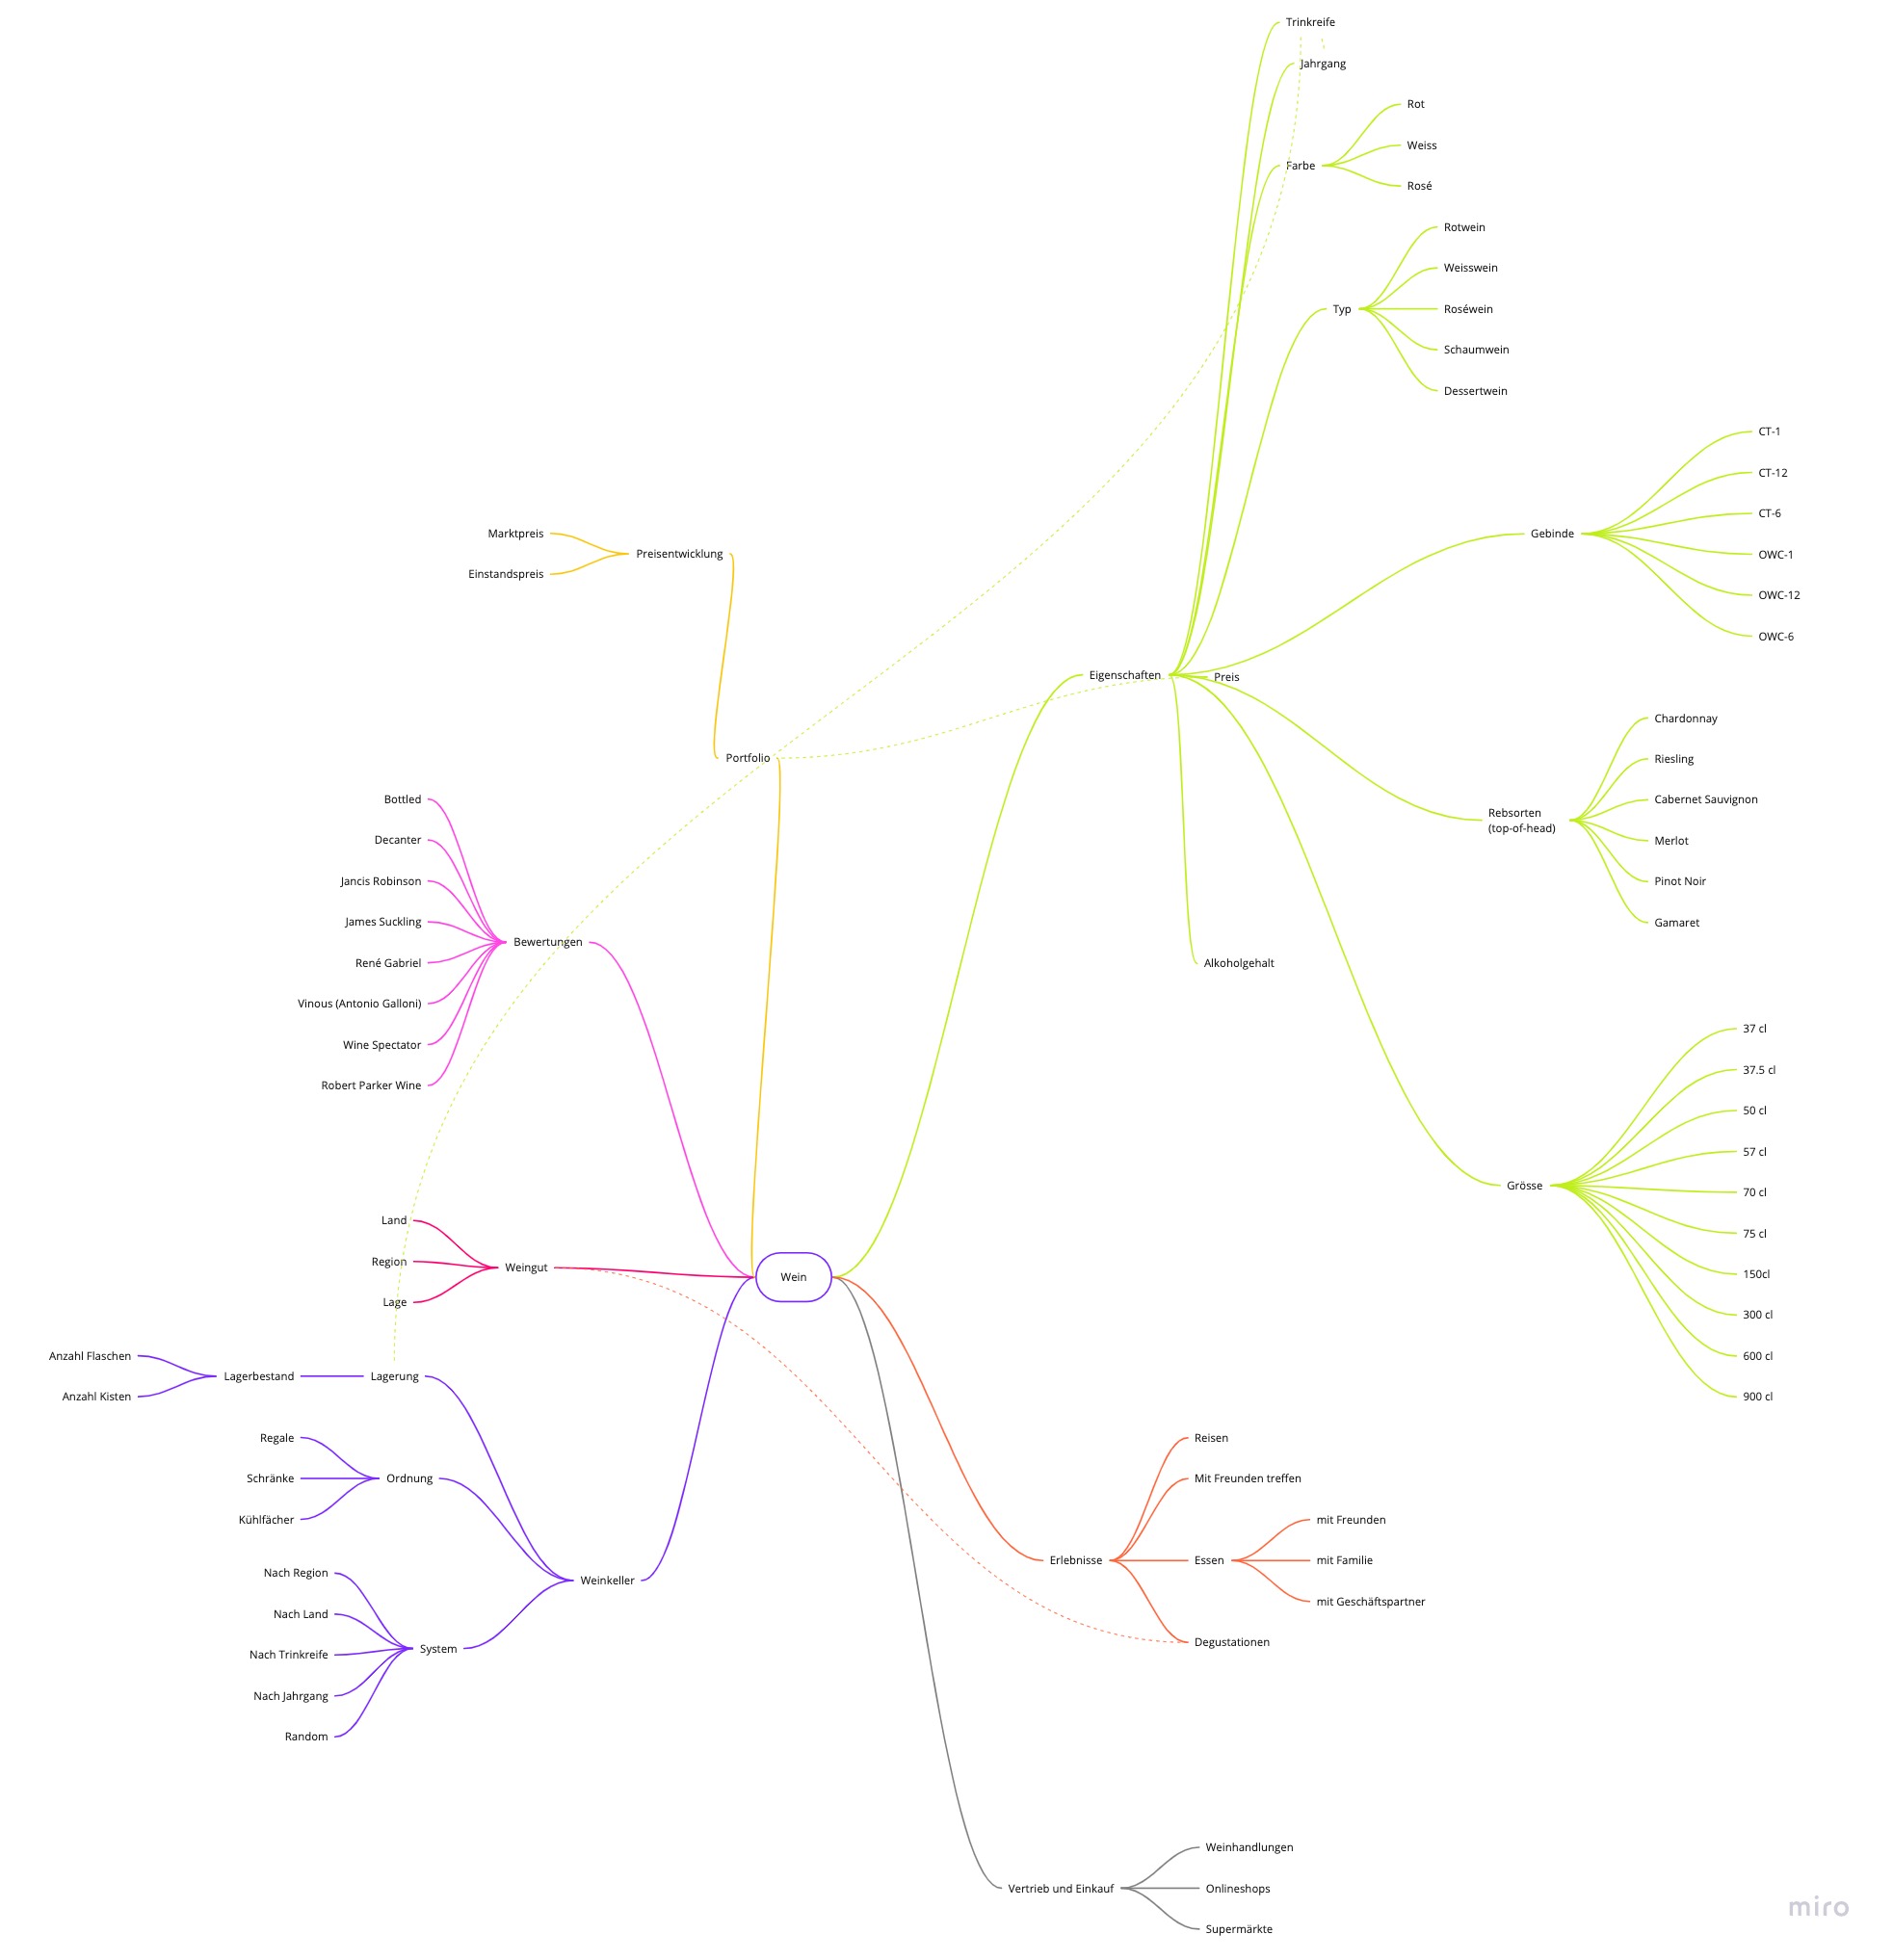 Trinkreife
Jahrgang
Farbe
Rot
Weiss
Rosé
Typ
Rotwein
Weisswein
Roséwein
Schaumwein
Dessertwein
Gebinde
CT-1
CT-12
CT-6
OWC-1
OWC-12
OWC-6
Eigenschaften
Preis
Rebsorten
(top-of-head)
Chardonnay
Riesling
Cabernet Sauvignon
Merlot
Pinot Noir
Gamaret
Alkoholgehalt
Grösse
37 cl
37.5 cl
50 cl
57 cl
70 cl
75 cl
150cl
300 cl
600 cl
900 cl
Marktpreis
Einstandspreis
Preisentwicklung
Portfolio
Bottled
Decanter
Jancis Robinson
James Suckling
René Gabriel
Vinous (Antonio Galloni)
Wine Spectator
Robert Parker Wine
Bewertungen
Land
Region
Lage
Weingut
Wein
Anzahl Flaschen
Anzahl Kisten
Lagerbestand
Lagerung
Regale
Schränke
Kühlfächer
Ordnung
Nach Region
Nach Land
Nach Trinkreife
Nach Jahrgang
Random
System
Weinkeller
Erlebnisse
Reisen
Mit Freunden treffen
Essen
mit Freunden
mit Familie
mit Geschäftspartner
Degustationen
Vertrieb und Einkauf
Weinhandlungen
Onlineshops
Supermärkte
miro